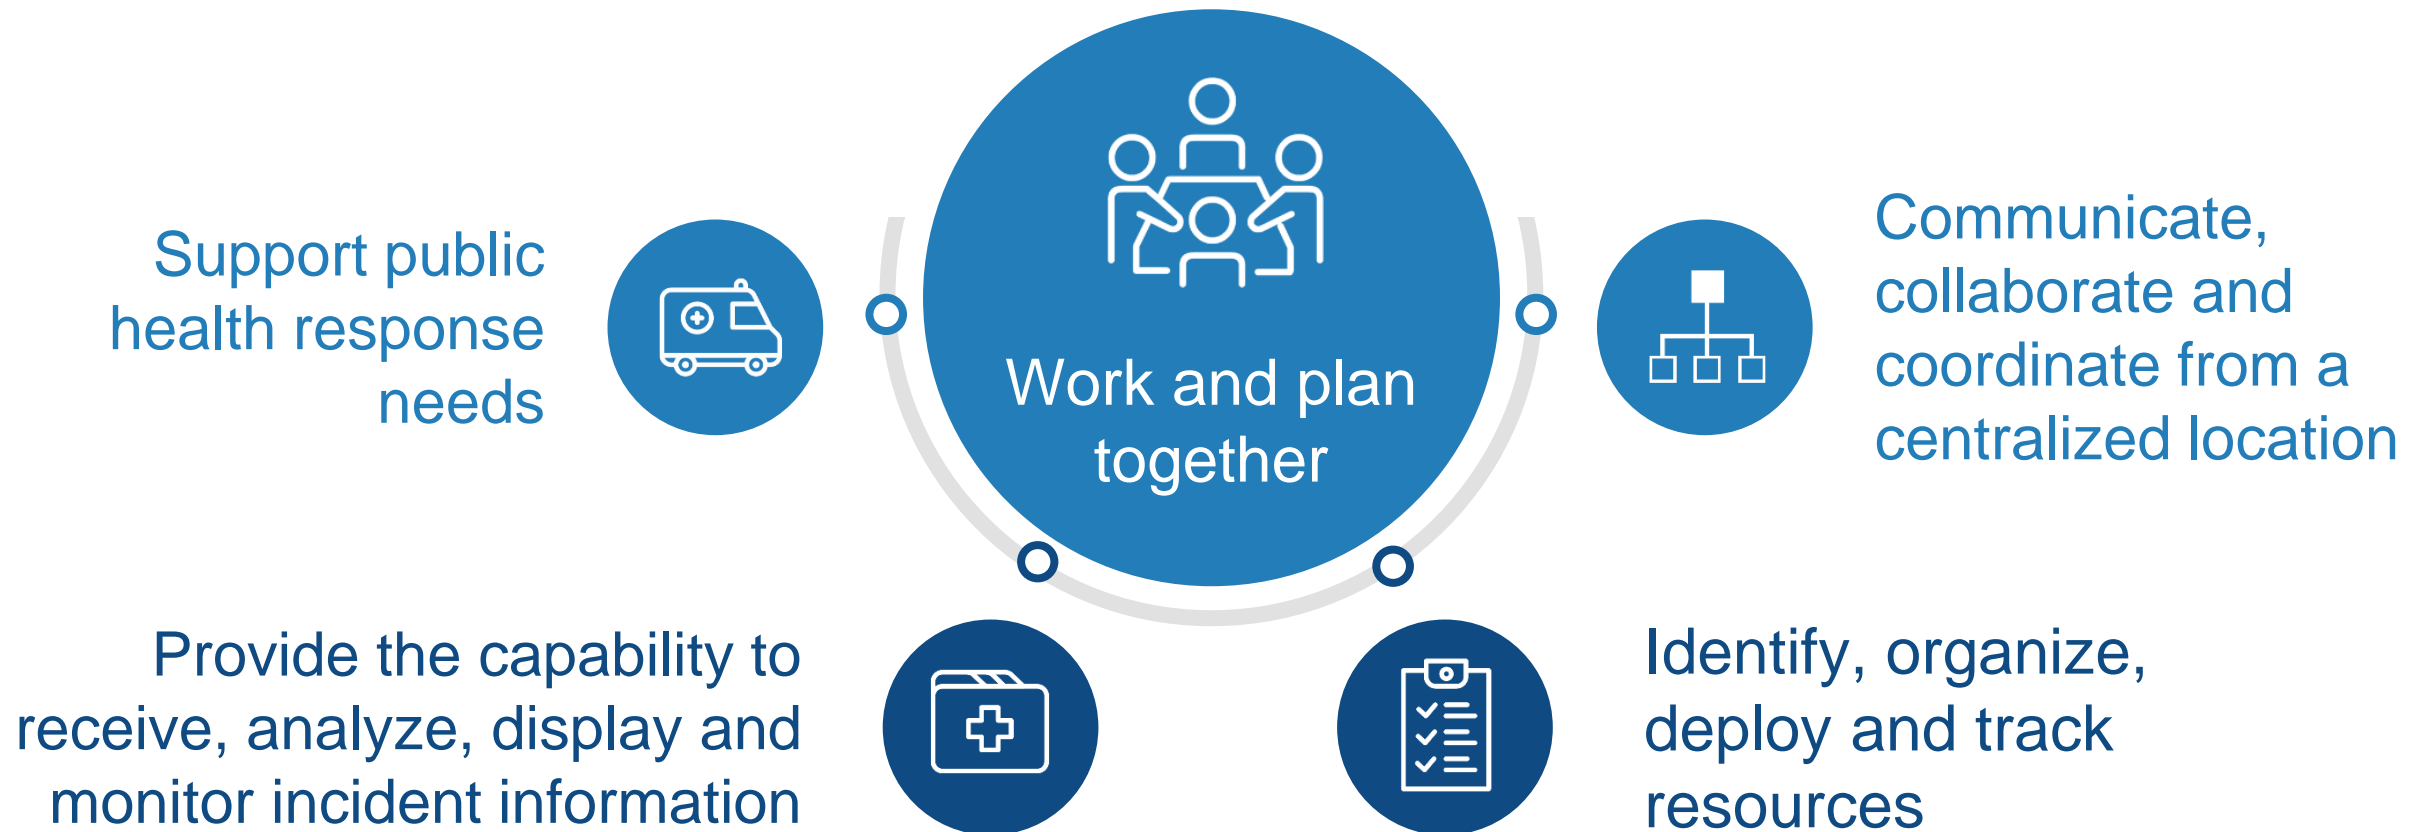 Work and plan
together
Support public
health response
needs
Communicate,
collaborate and
coordinate from a
centralized location
Provide the capability to
receive, analyze, display and
monitor incident information
Identify, organize,
deploy and track
resources